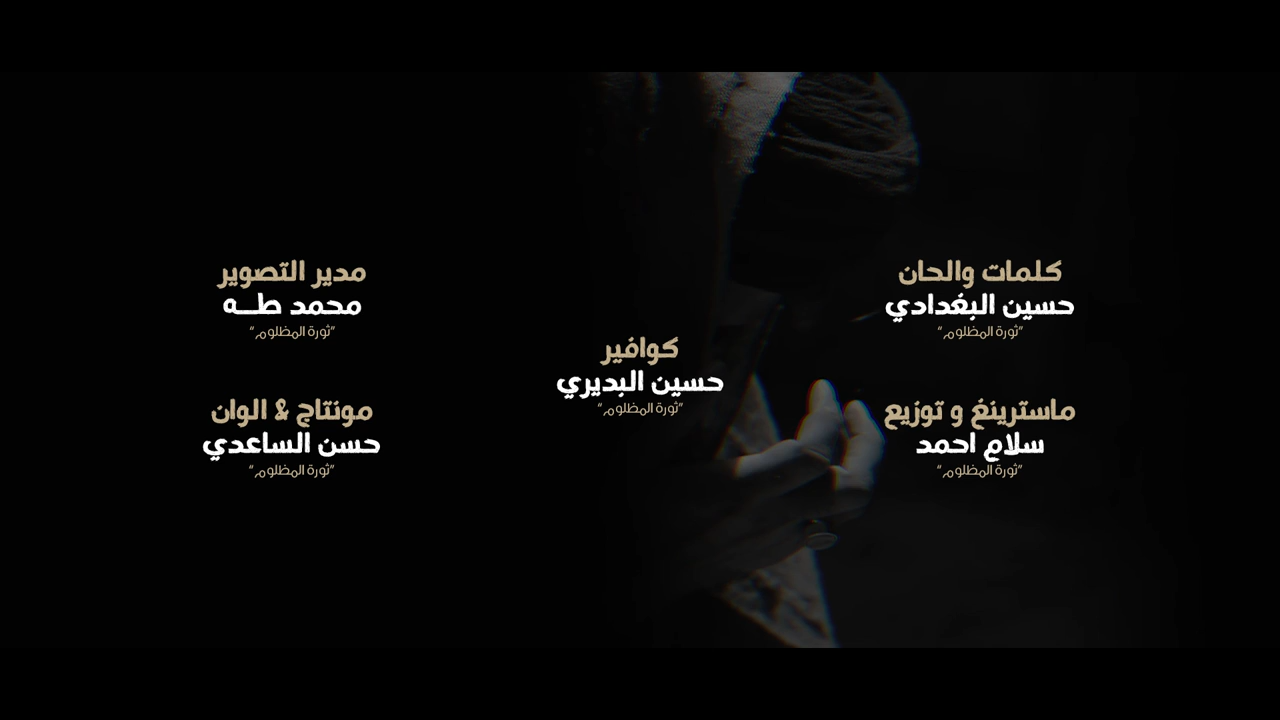 كلمات والحان
حسين البغدادي
"ثورة المظلوم"
ماسترينغ و توزيع
سلام احمد
"ثورة المظلوم"
كوافير
حسين البديري
"ثورة المظلوم"
مدير التصوير
محمد طـــه
"ثورة المظلوم"
مونتاج & الوان
حسن الساعدي
"ثورة المظلوم"